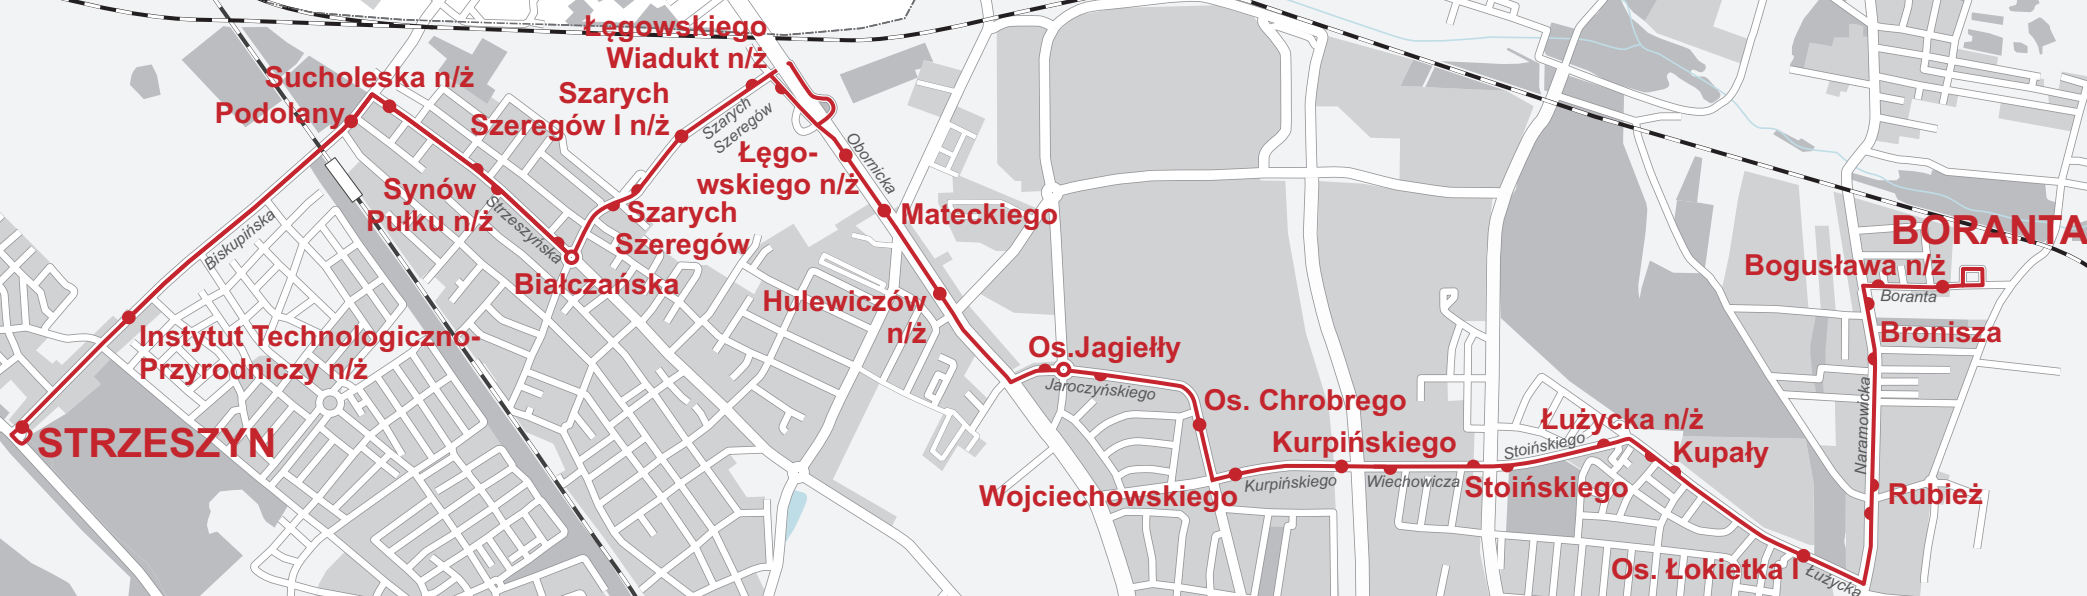 Łęgowskiego
Wiadukt n/ż
Sucholeska n/ż
Podolany
Szarych
Szeregów I n/ż
Szarych
Szeregów
Łęgo-
wskiego n/ż
Obornicka
Synów
Pułku n/ż
Strzeszyńska
Szarych
Szeregów
Mateckiego
Biskupińska
Białczańska
Hulewiczów
n/ż
Instytut Technologiczno-
Przyrodniczy n/ż
STRZESZYN
Os.Jagiełły
Jaroczyńskiego
Os. Chrobrego
Kurpińskiego
Wojciechowskiego
Kurpińskiego
Wiechowicza
Stoińskiego
Stoińskiego
Łużycka n/ż
Kupały
Os. Łokietka I
Łużycka
Rubież
Naramowicka
Bronisza
Boranta
Bogusława n/ż
BORANTA